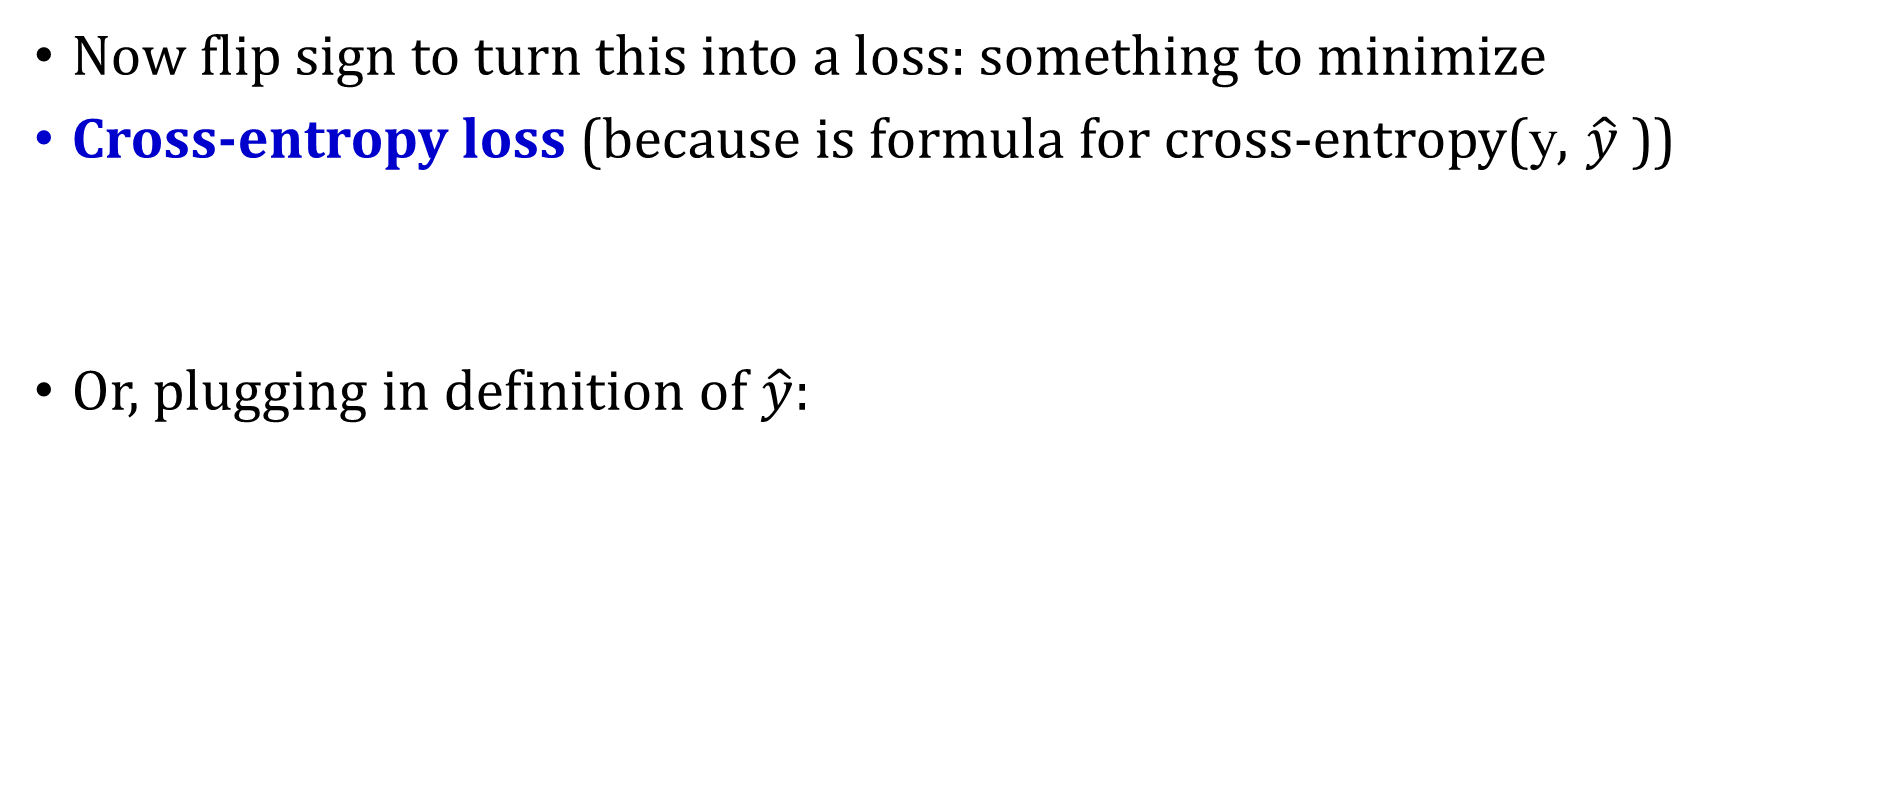 • Now flip sign to turn this into a loss: something to minimize
• Cross-entropy loss (because is formula for cross-entropy(y, ŷ ))
• Or, plugging in definition of ŷ: